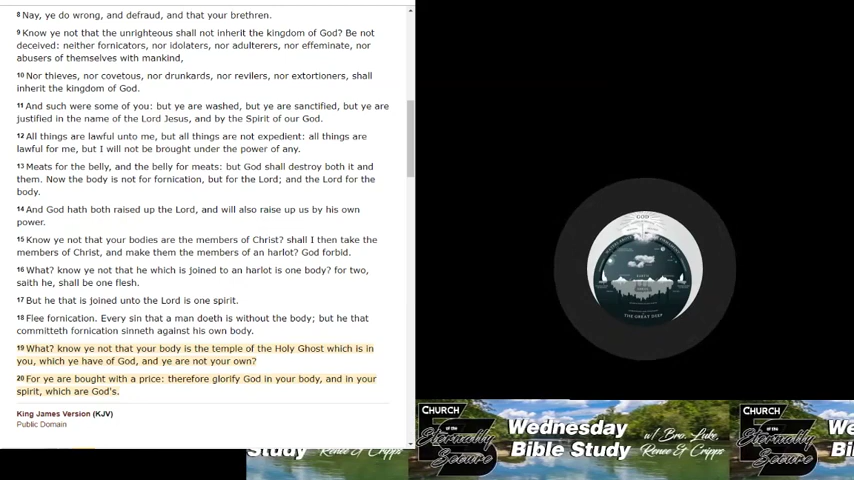 8 Nay, ye do wrong, and defraud, and that your brethren.
9 Know ye not that the unrighteous shall not inherit the kingdom of God? Be not
deceived: neither fornicators, nor idolaters, nor adulterers, nor effeminate, nor
abusers of themselves with mankind,
10 Nor thieves, nor covetous, nor drunkards, nor revilers, nor extortioners, shall
inherit the kingdom of God.
11 And such were some of you: but ye are washed, but ye are sanctified, but ye are
justified in the name of the Lord Jesus, and by the Spirit of our God.
12 All things are lawful unto me, but all things are not expedient: all things are
lawful for me, but I will not be brought under the power of any.
13 Meats for the belly, and the belly for meats: but God shall destroy both it and
them. Now the body is not for fornication, but for the Lord; and the Lord for the
body.
14 And God hath both raised up the Lord, and will also raise up us by his own
power.
15 Know ye not that your bodies are the members of Christ? shall I then take the
members of Christ, and make them the members of an harlot? God forbid.
16 What? know ye not that he which is joined to an harlot is one body? for two,
saith he, shall be one flesh.
17 But he that is joined unto the Lord is one spirit.
18 Flee fornication. Every sin that a man doeth is without the body; but he that
committeth fornication sinneth against his own body.
19 What? know ye not that your body is the temple of the Holy Ghost which is in
you, which ye have of God, and ye are not your own?
20 For ye are bought with a price: therefore glorify God in your body, and in your
spirit, which are God's.
King James Version (KJV)
Public Domain
GOD
EARTH
THE GREAT DEEP
Study
Renee & Cripps
CHURCH
of the
Eternally
Secure
Wednesday
Bible Study
w/ Bro. Luke,
Renee & Cripps
CHURCH
of the
Eternally
Secure
We
Bib